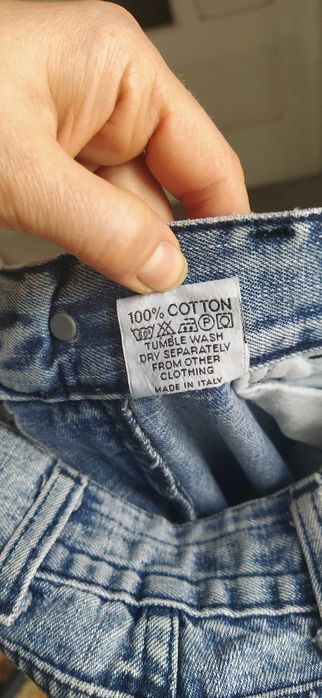 100% COTTON
TUMBLE WASH
DRY SEPARATELY
FROM OTHER
CLOTHING
MADE IN ITALY